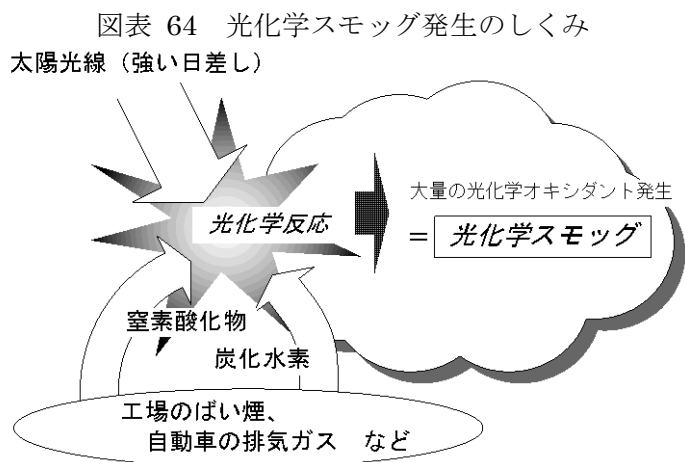 図表 64 光化学スモッグ発生のしくみ
太陽光線（強い日差し）
光化学反応
大量の光化学オキシダント発生
＝ 光化学スモッグ
窒素酸化物
炭化水素
工場のばい煙、
自動車の排気ガス など